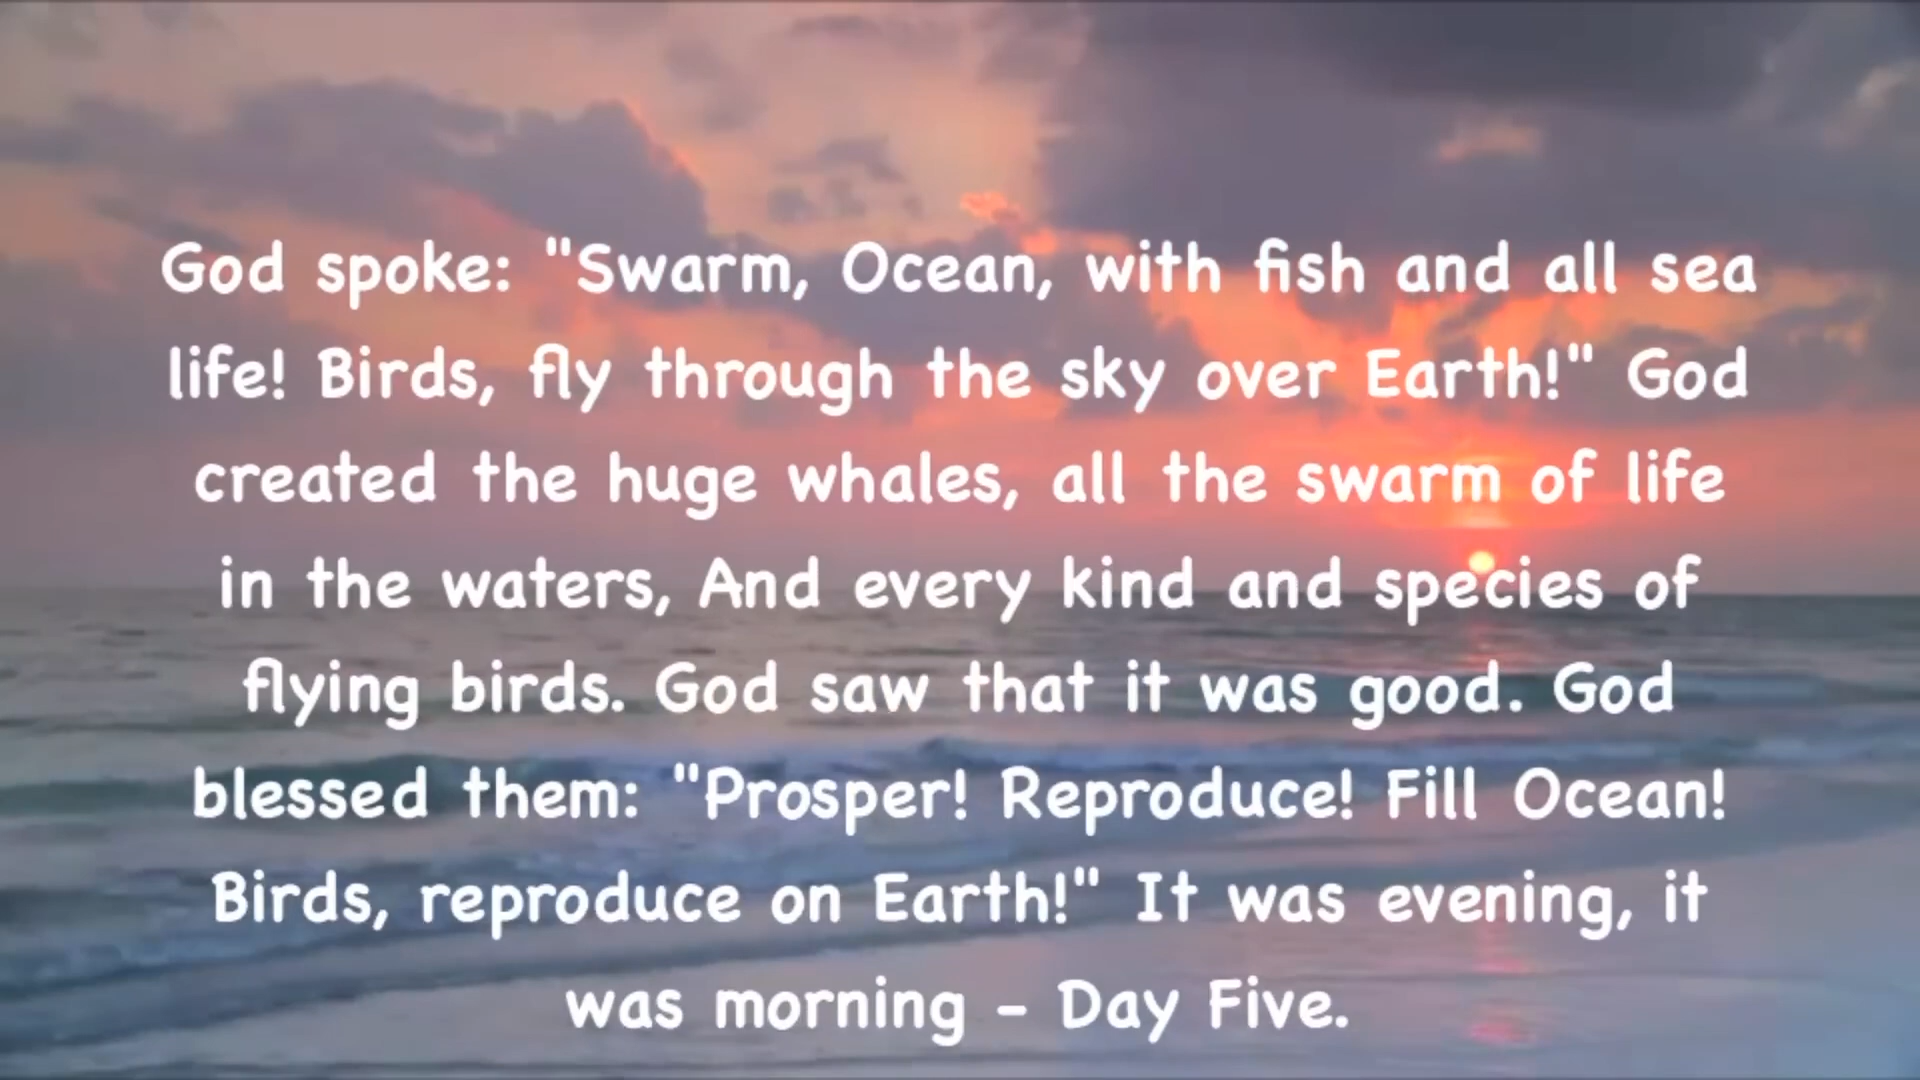 God spoke: "Swarm, Ocean, with fish and all sea
life! Birds, fly through the sky over Earth!" God
created the huge whales, all the swarm of life
in the waters, And every kind and species of
flying birds. God saw that it was good. God
blessed them: "Prosper! Reproduce! Fill Ocean!
Birds, reproduce on Earth!" It was evening, it
was morning - Day Five.